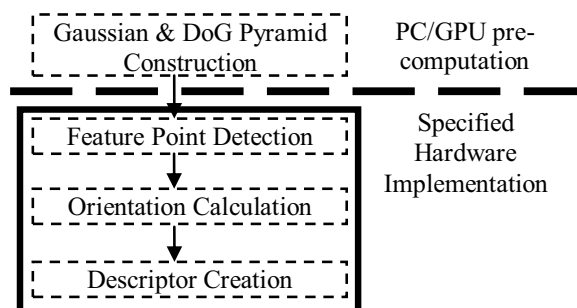 Gaussian & DoG Pyramid
Construction
PC/GPU pre-
computation
Feature Point Detection
Orientation Calculation
Descriptor Creation
Specified
Hardware
Implementation